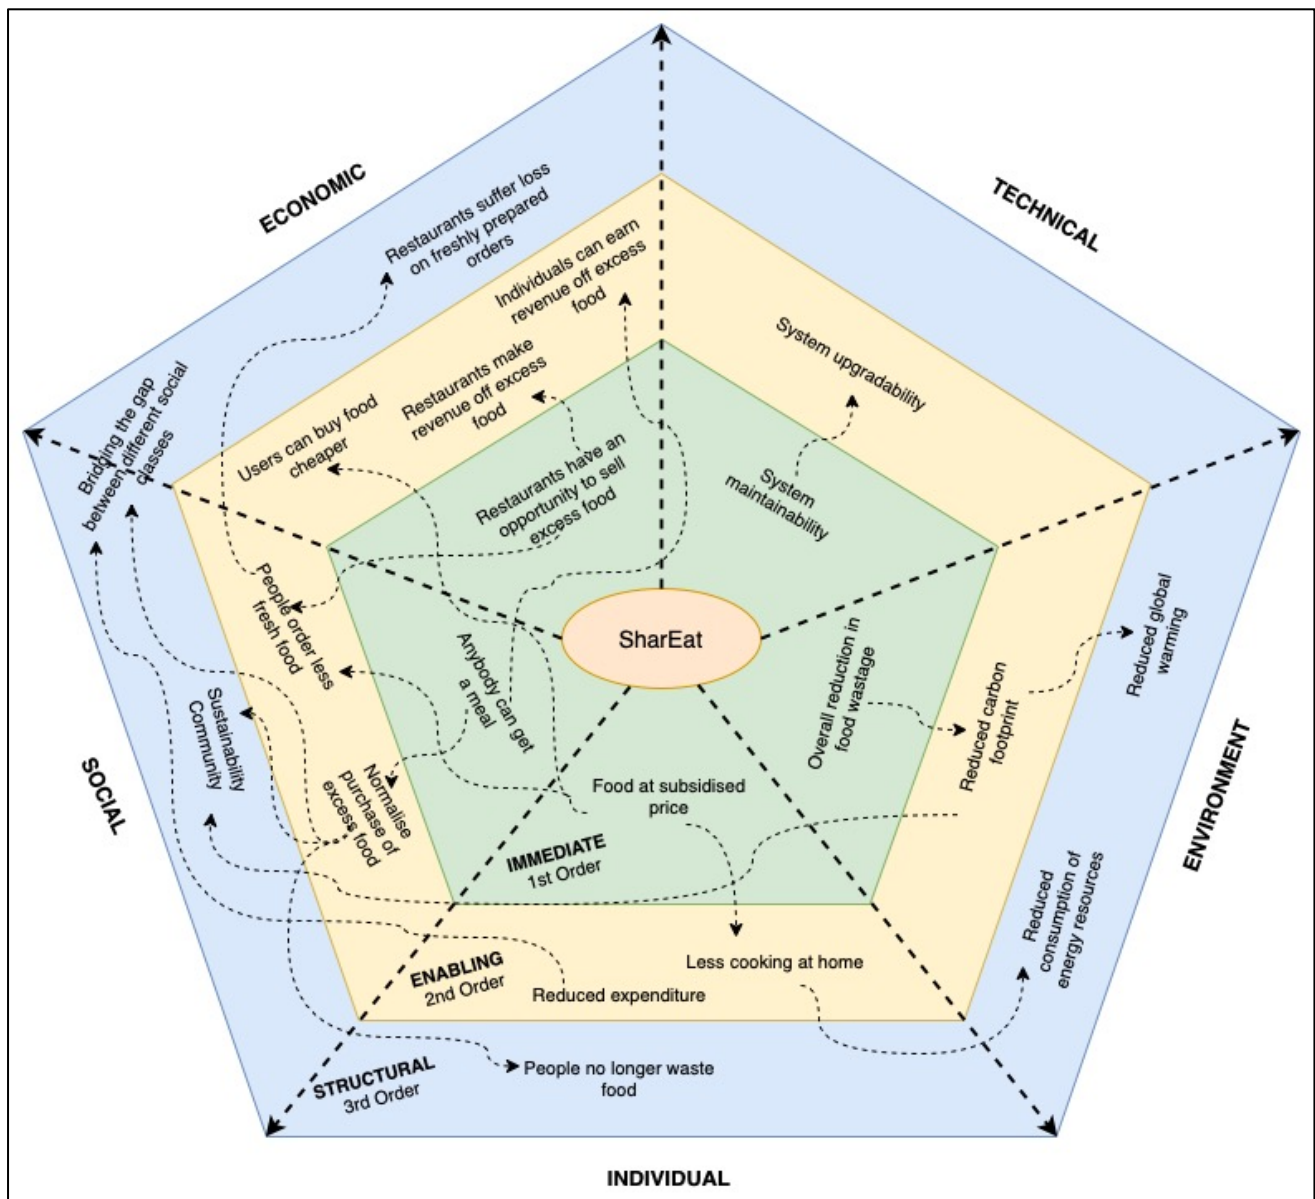 ECONOMIC
TECHNICAL
Restaurants suffer loss
on freshly prepared
orders
Individuals can earn
revenue off excess
food
Restaurants make
revenue off excess
food
Users can buy food
cheaper
System upgradability
Bridging the gap
between different social
classes
Restaurants have an
opportunity to sell
excess food
System
maintainability
People order less
fresh food
Anybody can get
a meal
SharEat
Overall reduction in
food wastage
Reduced carbon
footprint
Reduced global
warming
Sustainability
Community
SOCIAL
Normalise
purchase of
excess food
Food at subsidised
price
ENVIRONMENT
IMMEDIATE
1st Order
Reduced
consumption of
energy resources
ENABLING
2nd Order
Less cooking at home
Reduced expenditure
STRUCTURAL
3rd Order
People no longer waste
food
INDIVIDUAL